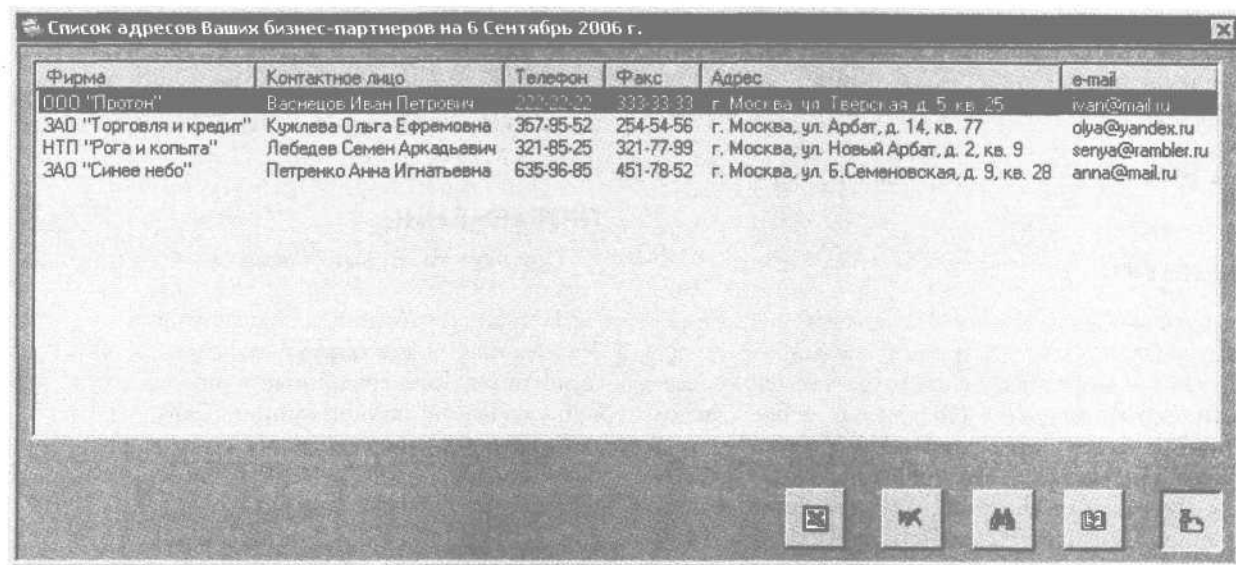 Список адресов Ваших бизнес-партнеров на 6 Сентябрь 2006 г.
Фирма Контактное лицо Телефон Факс Адрес e-mail
ООО "Протон" Васнецов Иван Петрович 222-22-22 333-33-33 г. Москва, ул. Тверская, д. 5, кв. 25 ivan@mail.ru
ЗАО "Торговля и кредит" Кужлева Ольга Ефремовна 357-95-52 254-54-56 г. Москва, ул. Арбат, д. 14, кв. 77 olya@yandex.ru
НТП "Рога и копыта" Лебедев Семен Аркадьевич 321-85-25 321-77-99 г. Москва, ул. Новый Арбат, д. 2, кв. 9 senya@rambler.ru
ЗАО "Синее небо" Петренко Анна Игнатьевна 635-96-85 451-78-52 г. Москва, ул. Б.Семеновская, д. 9, кв. 28 anna@mail.ru